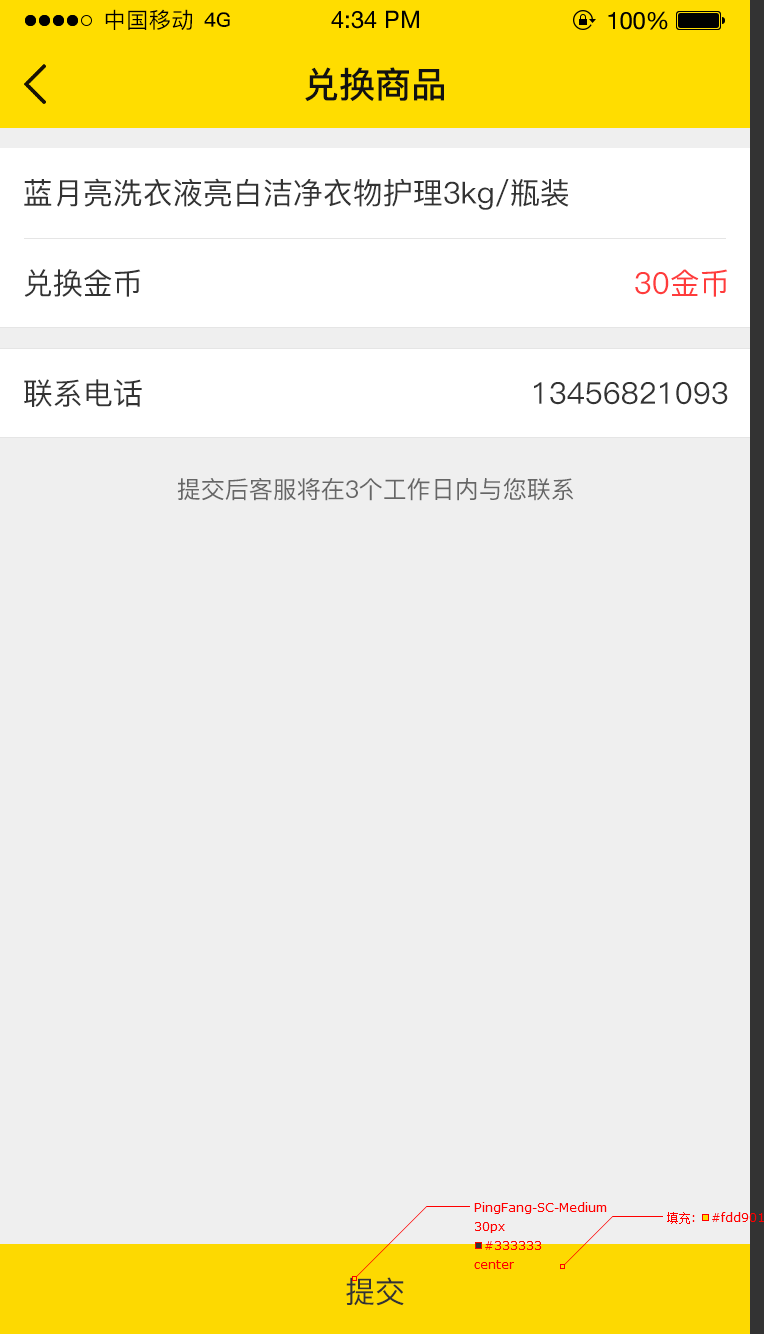 中国移动 4G 4:34 PM 100%
兑换商品
蓝月亮洗衣液亮白洁净衣物护理3kg/瓶装
兑换金币 30金币
联系电话 13456821093
提交后客服将在3个工作日内与您联系
PingFang-SC-Medium
30px
#333333
center
填充: #fdd901
提交